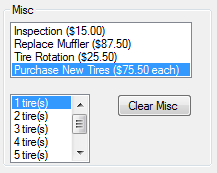 Misc
Inspection ($15.00)
Replace Muffler ($87.50)
Tire Rotation ($25.50)
Purchase New Tires ($75.50 each)
1 tire(s)
2 tire(s)
3 tire(s)
4 tire(s)
5 tire(s)
Clear Misc